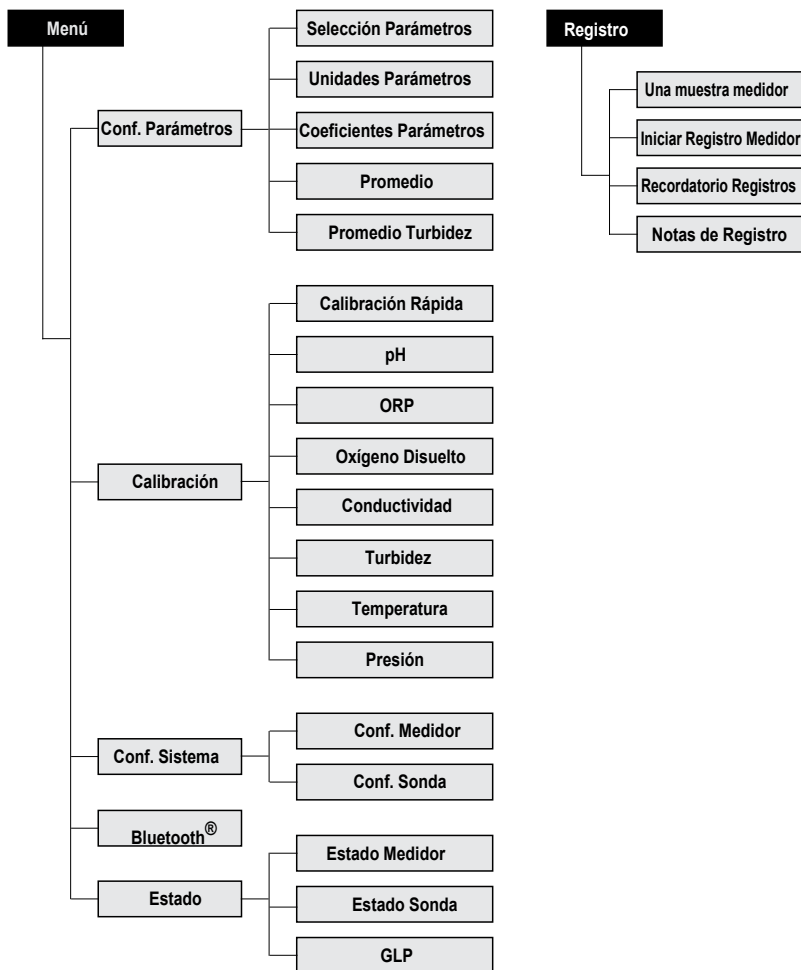 Menú
Conf. Parámetros
Selección Parámetros
Unidades Parámetros
Coeficientes Parámetros
Promedio
Promedio Turbidez
Calibración
Calibración Rápida
pH
ORP
Oxígeno Disuelto
Conductividad
Turbidez
Temperatura
Presión
Conf. Sistema
Conf. Medidor
Conf. Sonda
Bluetooth®
Estado
Estado Medidor
Estado Sonda
GLP
Registro
Una muestra medidor
Iniciar Registro Medidor
Recordatorio Registros
Notas de Registro